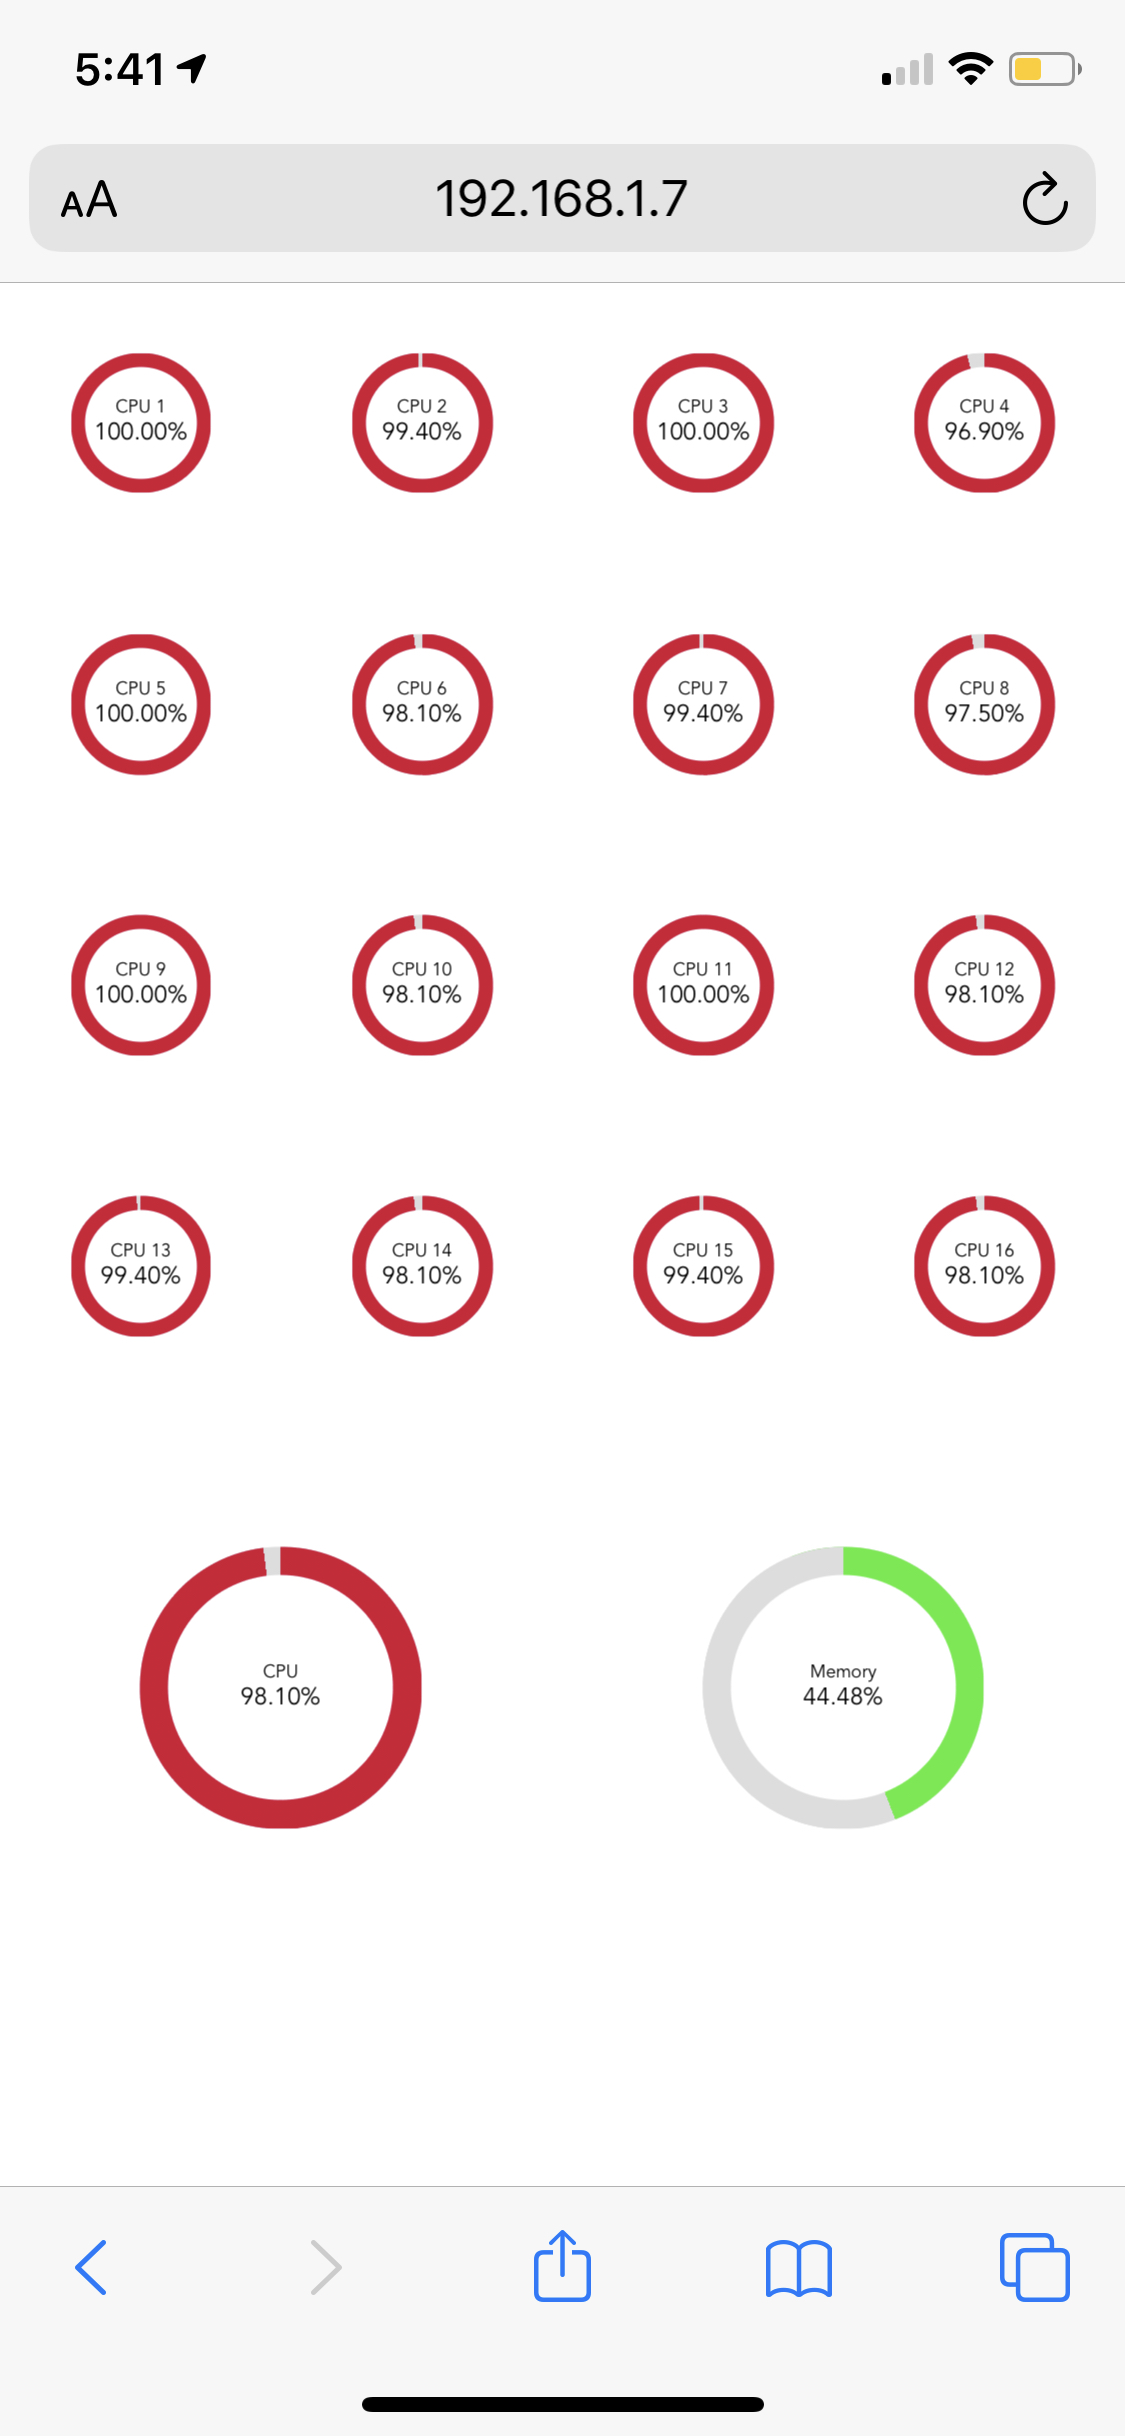 5:41
AA 192.168.1.7
CPU 1
100.00%
CPU 2
99.40%
CPU 3
100.00%
CPU 4
96.90%
CPU 5
100.00%
CPU 6
98.10%
CPU 7
99.40%
CPU 8
97.50%
CPU 9
100.00%
CPU 10
98.10%
CPU 11
100.00%
CPU 12
98.10%
CPU 13
99.40%
CPU 14
98.10%
CPU 15
99.40%
CPU 16
98.10%
CPU
98.10%
Memory
44.48%